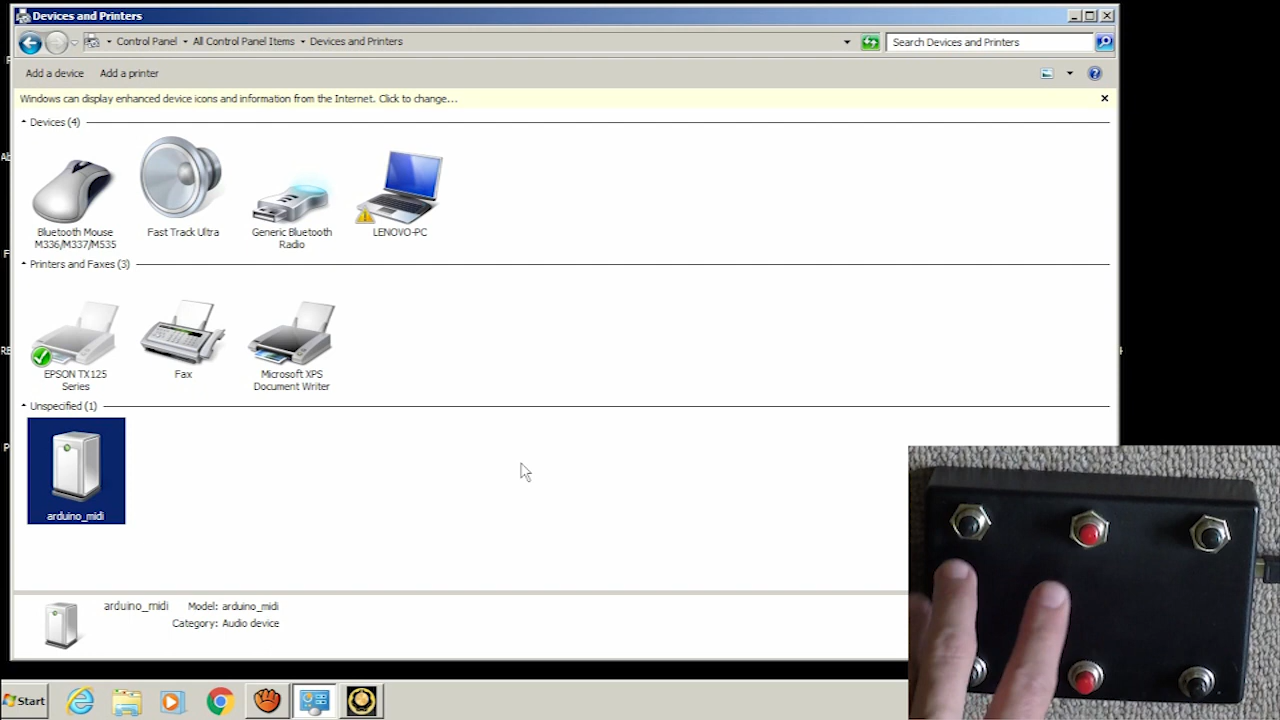 Devices and Printers
Control Panel
All Control Panel Items
Devices and Printers
Search Devices and Printers
Add a device
Add a printer
Windows can display enhanced device icons and information from the Internet. Click to change...
Devices (4)
Bluetooth Mouse
M336/M337/M535
Fast Track Ultra
Generic Bluetooth
Radio
LENOVO-PC
Printers and Faxes (3)
EPSON TX125
Series
Fax
Microsoft XPS
Document Writer
Unspecified (1)
arduino_midi
arduino_midi
Model: arduino_midi
Category: Audio device
Start